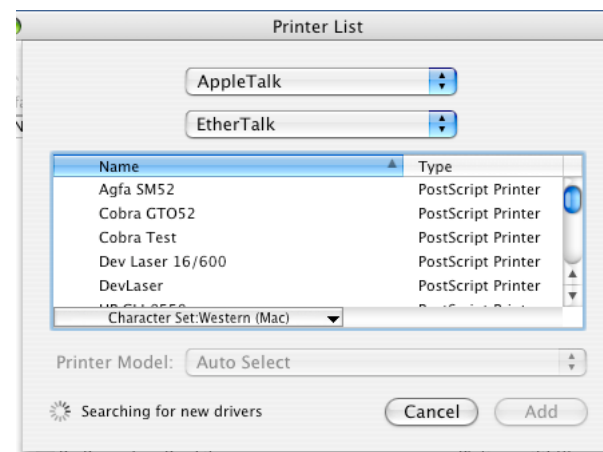 Printer List
AppleTalk
EtherTalk
Name Type
Agfa SM52 PostScript Printer
Cobra GTO52 PostScript Printer
Cobra Test PostScript Printer
Dev Laser 16/600 PostScript Printer
DevLaser PostScript Printer
Character Set:Western (Mac)
Printer Model: Auto Select
Searching for new drivers Cancel Add